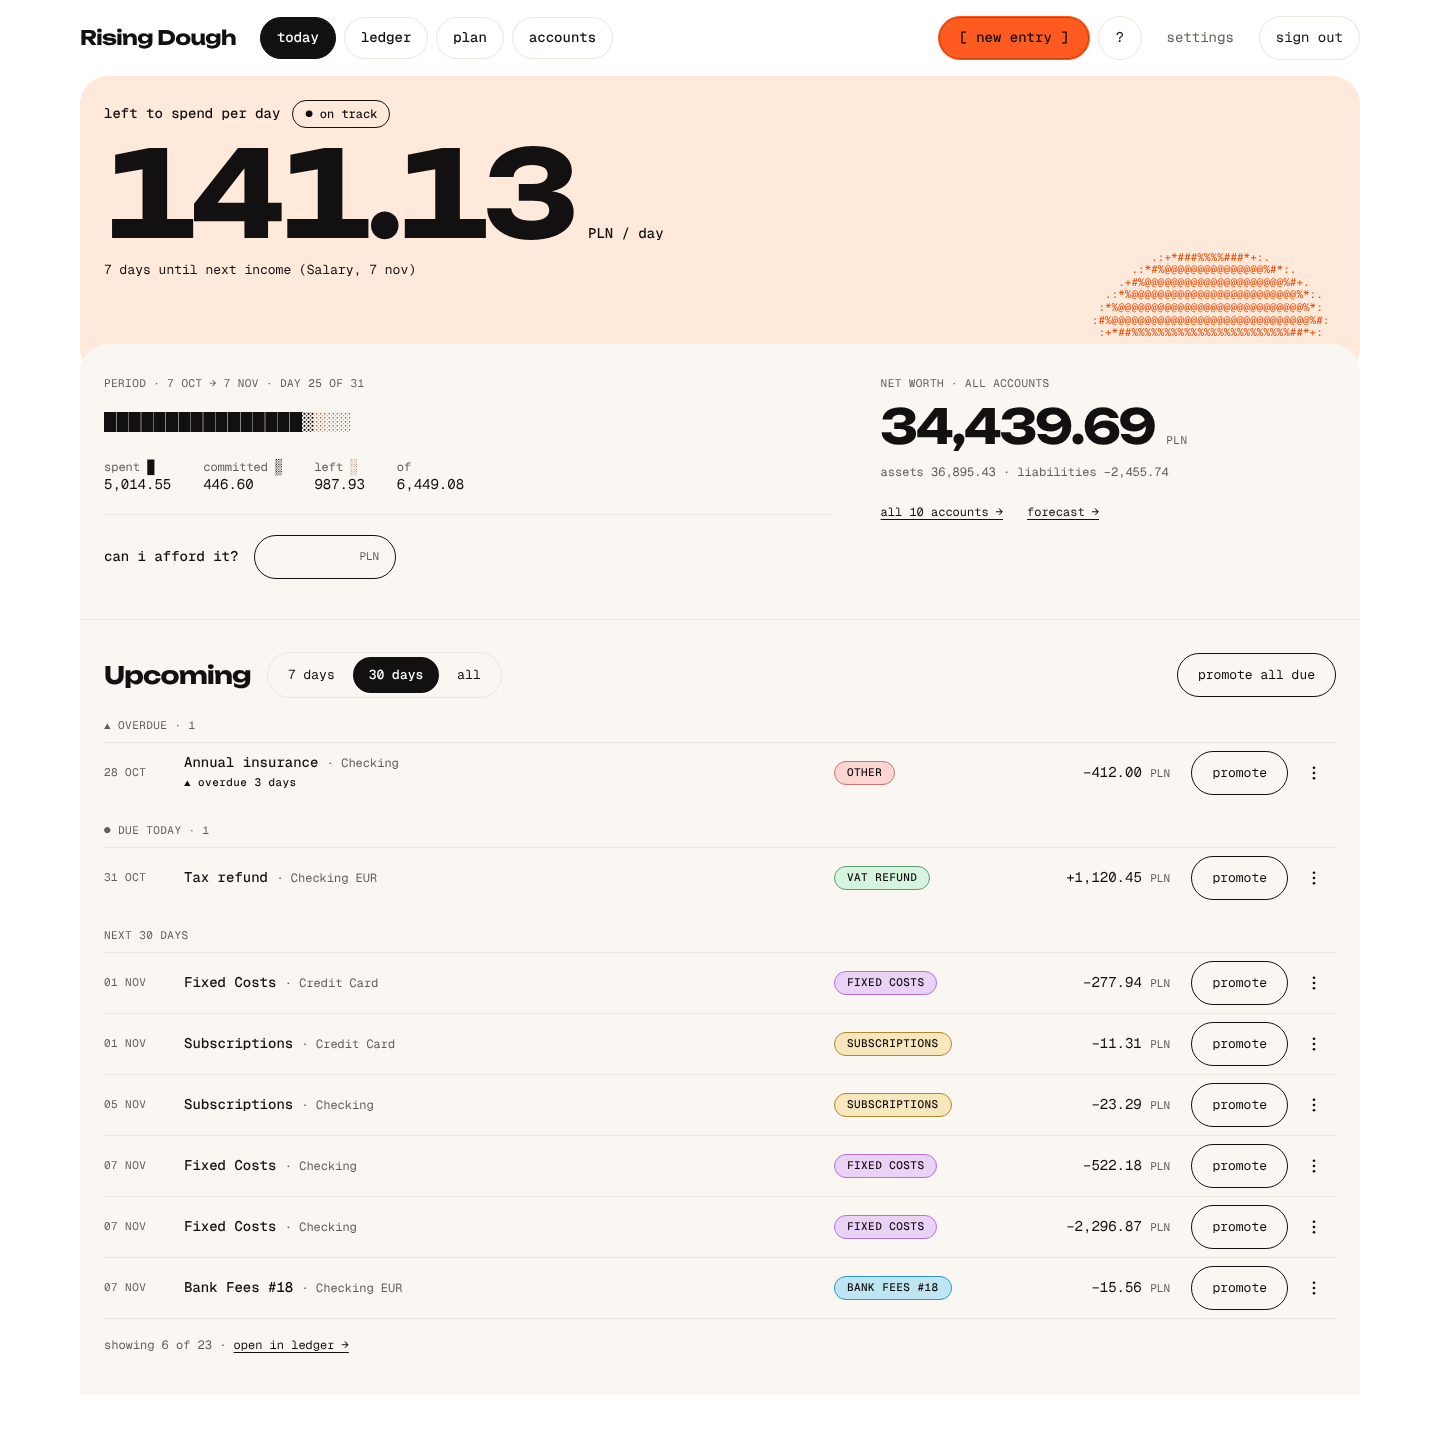 Rising Dough today ledger plan accounts [ new entry ] ? settings sign out
left to spend per day ● on track
141.13 PLN / day
7 days until next income (Salary, 7 nov)
.:+*###%%%%###*+:.
.:*#%@@@@@@@@@@@@@@@%#*:.
PERIOD · 7 OCT → 7 NOV · DAY 25 OF 31
spent █ committed ▒ left ░ of
5,014.55 446.60 987.93 6,449.08
can i afford it? PLN
NET WORTH · ALL ACCOUNTS
34,439.69 PLN
assets 36,895.43 · liabilities −2,455.74
all 10 accounts → forecast →
Upcoming 7 days 30 days all promote all due
▲ OVERDUE · 1
28 OCT Annual insurance · Checking OTHER −412.00 PLN promote ⋮
▲ overdue 3 days
● DUE TODAY · 1
31 OCT Tax refund · Checking EUR VAT REFUND +1,120.45 PLN promote ⋮
NEXT 30 DAYS
01 NOV Fixed Costs · Credit Card FIXED COSTS −277.94 PLN promote ⋮
01 NOV Subscriptions · Credit Card SUBSCRIPTIONS −11.31 PLN promote ⋮
05 NOV Subscriptions · Checking SUBSCRIPTIONS −23.29 PLN promote ⋮
07 NOV Fixed Costs · Checking FIXED COSTS −522.18 PLN promote ⋮
07 NOV Fixed Costs · Checking FIXED COSTS −2,296.87 PLN promote ⋮
07 NOV Bank Fees #18 · Checking EUR BANK FEES #18 −15.56 PLN promote ⋮
showing 6 of 23 · open in ledger →